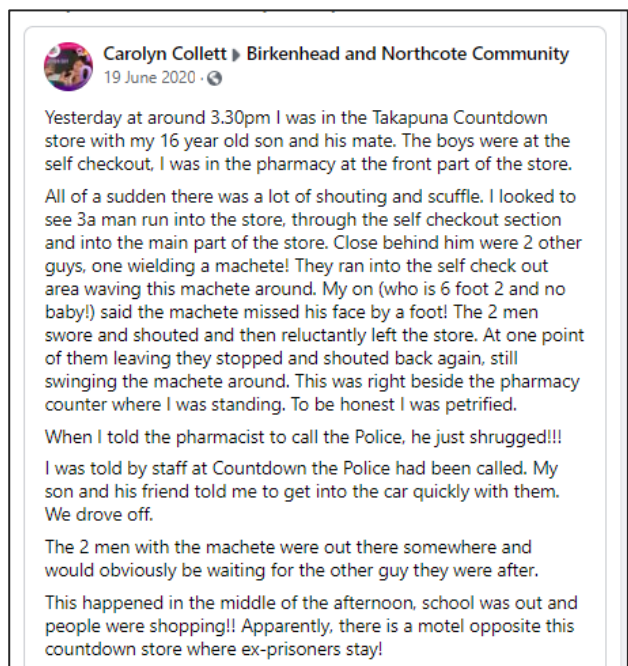 Carolyn Collett ▸ Birkenhead and Northcote Community
19 June 2020 ·
Yesterday at around 3.30pm I was in the Takapuna Countdown
store with my 16 year old son and his mate. The boys were at the
self checkout, I was in the pharmacy at the front part of the store.
All of a sudden there was a lot of shouting and scuffle. I looked to
see 3a man run into the store, through the self checkout section
and into the main part of the store. Close behind him were 2 other
guys, one wielding a machete! They ran into the self check out
area waving this machete around. My on (who is 6 foot 2 and no
baby!) said the machete missed his face by a foot! The 2 men
swore and shouted and then reluctantly left the store. At one point
of them leaving they stopped and shouted back again, still
swinging the machete around. This was right beside the pharmacy
counter where I was standing. To be honest I was petrified.
When I told the pharmacist to call the Police, he just shrugged!!!
I was told by staff at Countdown the Police had been called. My
son and his friend told me to get into the car quickly with them.
We drove off.
The 2 men with the machete were out there somewhere and
would obviously be waiting for the other guy they were after.
This happened in the middle of the afternoon, school was out and
people were shopping!! Apparently, there is a motel opposite this
countdown store where ex-prisoners stay!